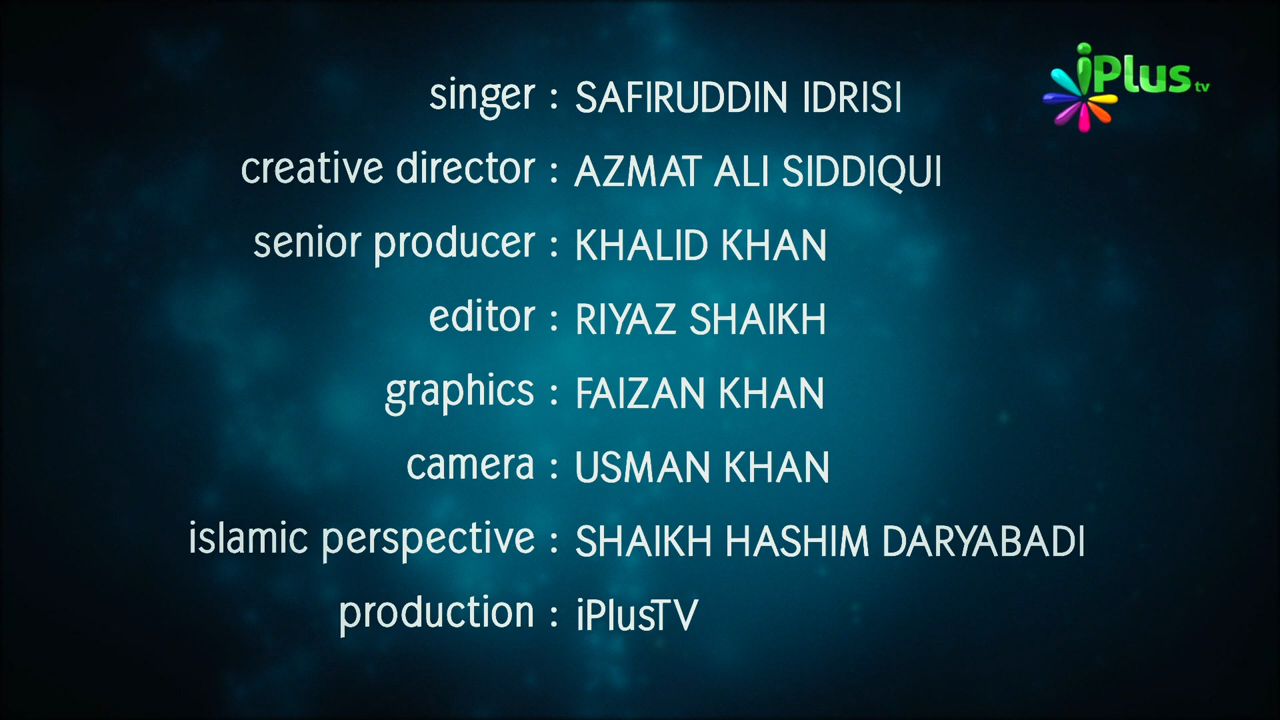 iPlus tv
singer : SAFIRUDDIN IDRISI
creative director : AZMAT ALI SIDDIQUI
senior producer : KHALID KHAN
editor : RIYAZ SHAIKH
graphics : FAIZAN KHAN
camera : USMAN KHAN
islamic perspective : SHAIKH HASHIM DARYABADI
production : iPlusTV